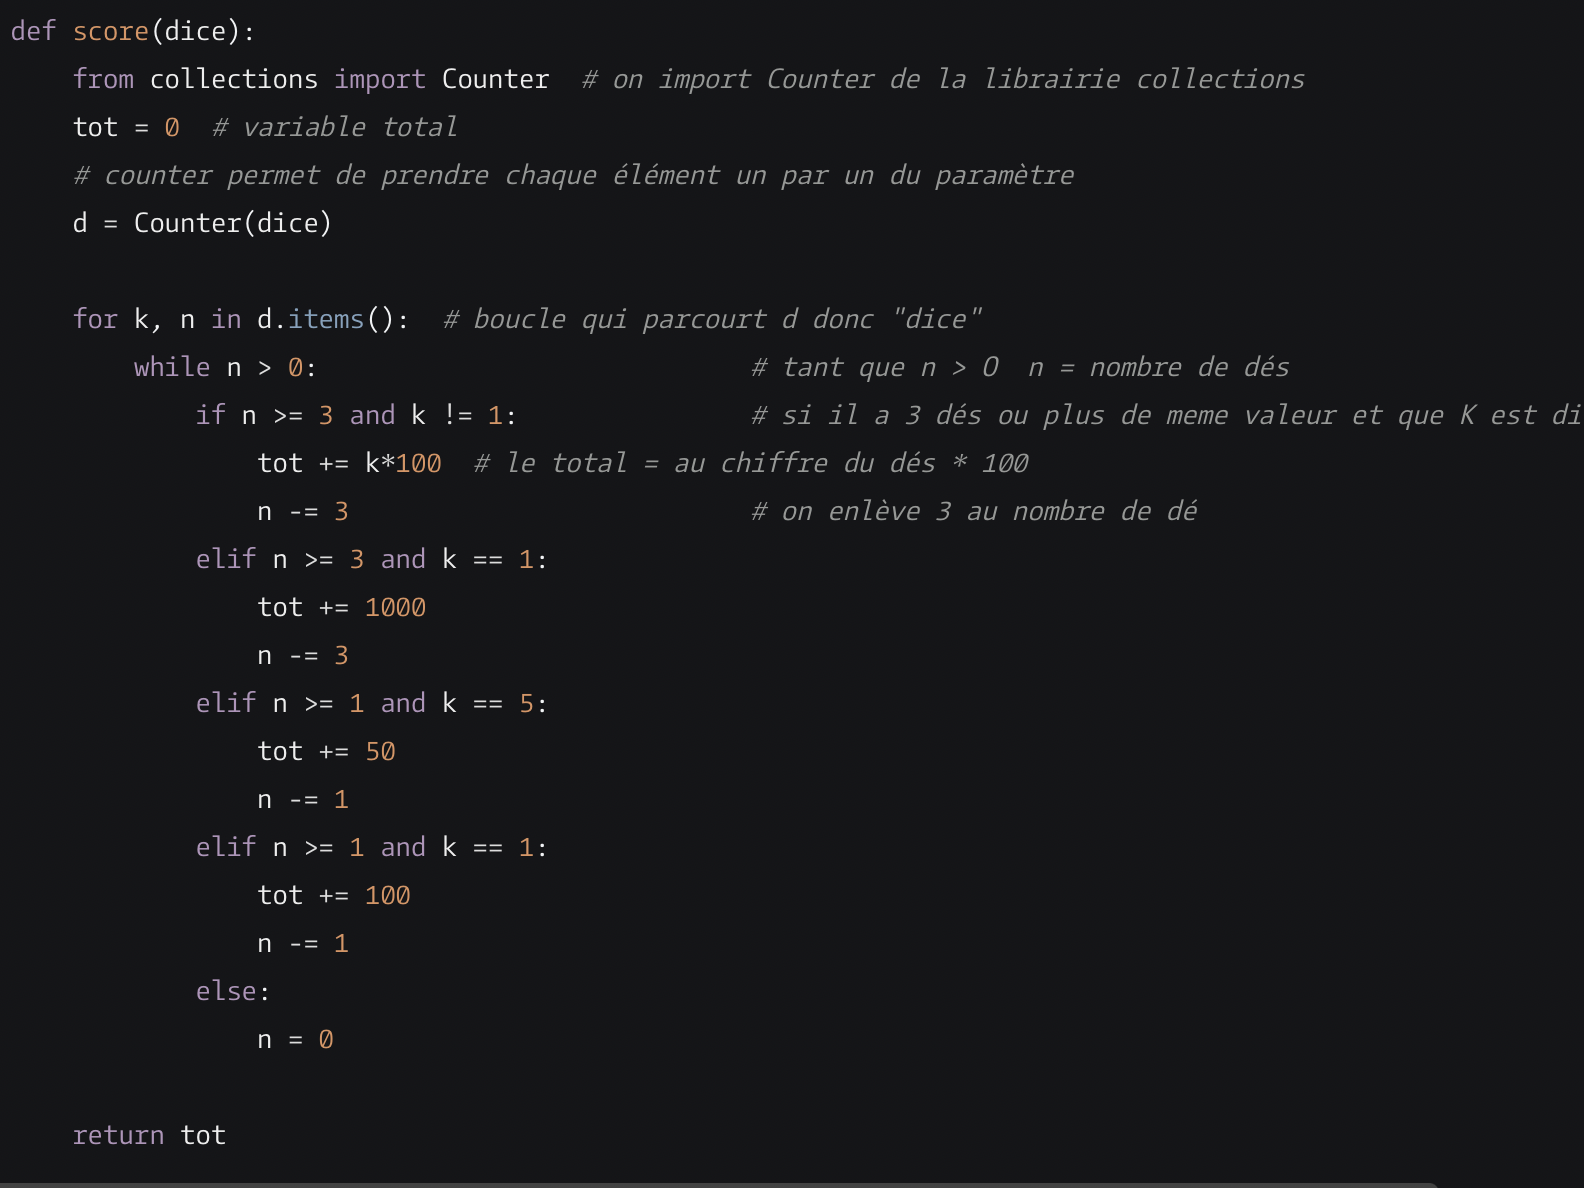 def score(dice):
    from collections import Counter  # on import Counter de la librairie collections
    tot = 0  # variable total
    # counter permet de prendre chaque élément un par un du paramètre
    d = Counter(dice)

    for k, n in d.items():  # boucle qui parcourt d donc "dice"
        while n > 0:                            # tant que n > O  n = nombre de dés
            if n >= 3 and k != 1:               # si il a 3 dés ou plus de meme valeur et que K est di
                tot += k*100  # le total = au chiffre du dés * 100
                n -= 3                          # on enlève 3 au nombre de dé
            elif n >= 3 and k == 1:
                tot += 1000
                n -= 3
            elif n >= 1 and k == 5:
                tot += 50
                n -= 1
            elif n >= 1 and k == 1:
                tot += 100
                n -= 1
            else:
                n = 0

    return tot